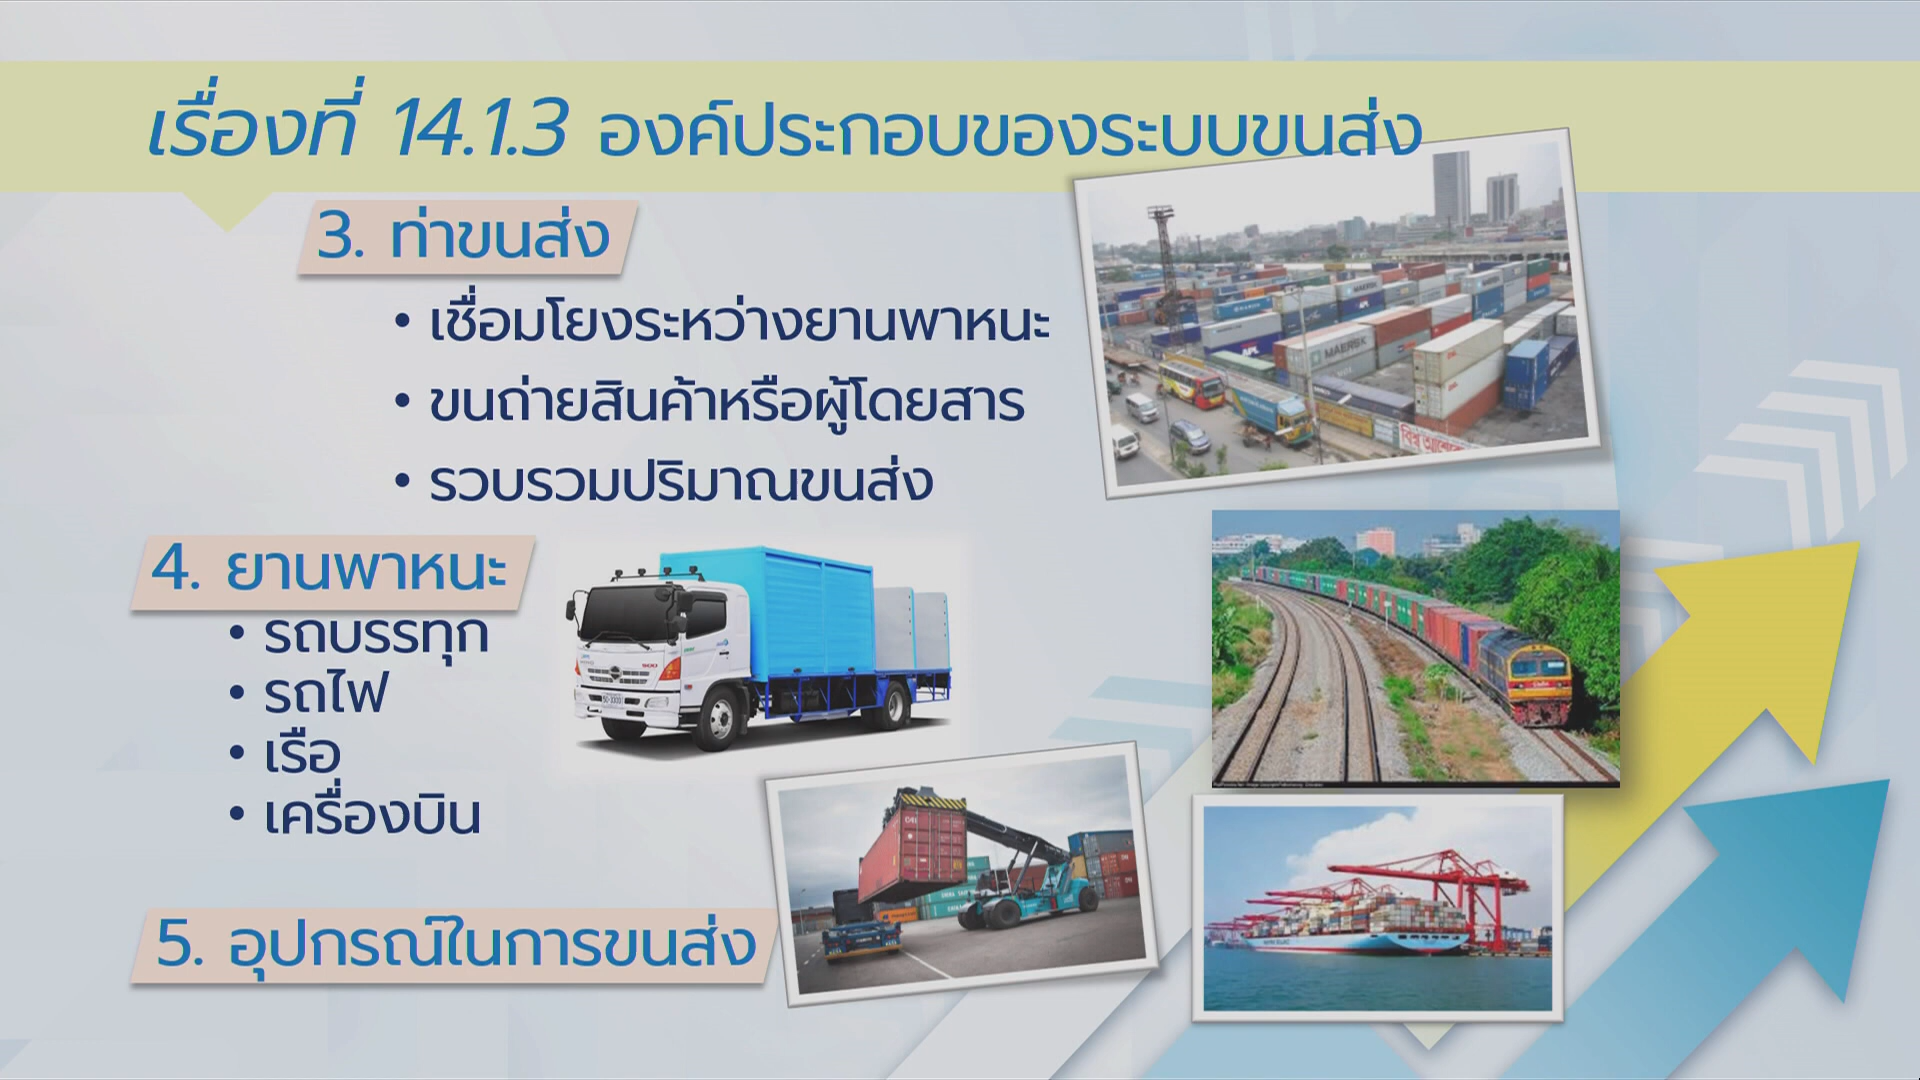 เรื่องที่ 14.1.3 องค์ประกอบของระบบขนส่ง
3. ท่าขนส่ง
• เชื่อมโยงระหว่างยานพาหนะ
• ขนถ่ายสินค้าหรือผู้โดยสาร
• รวบรวมปริมาณขนส่ง
4. ยานพาหนะ
• รถบรรทุก
• รถไฟ
• เรือ
• เครื่องบิน
5. อุปกรณ์ในการขนส่ง
MAERSK
APL
MAERSK
APL
500
CAI